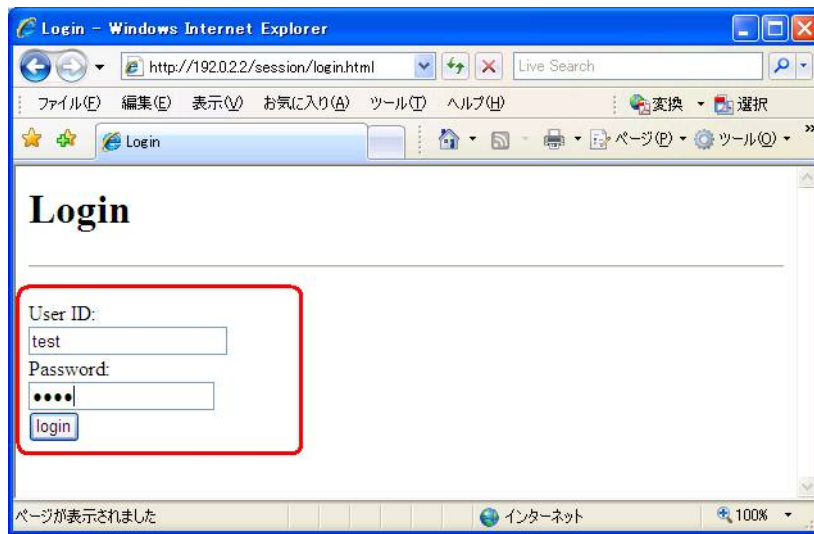 Login - Windows Internet Explorer
http://192.0.2.2/session/login.html
Live Search
ファイル(F) 編集(E) 表示(V) お気に入り(A) ツール(T) ヘルプ(H) 変換 選択
Login ページ(P) ツール(O) »
Login
User ID:
test
Password:
••••
login
ページが表示されました インターネット 100%